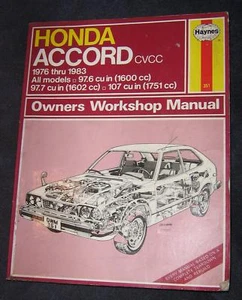 HONDA
Haynes
ACCORD CVCC
1976 thru 1983
All models □ 97.6 cu in (1600 cc)
97.7 cu in (1602 cc) □ 107 cu in (1751 cc)
Owners Workshop Manual